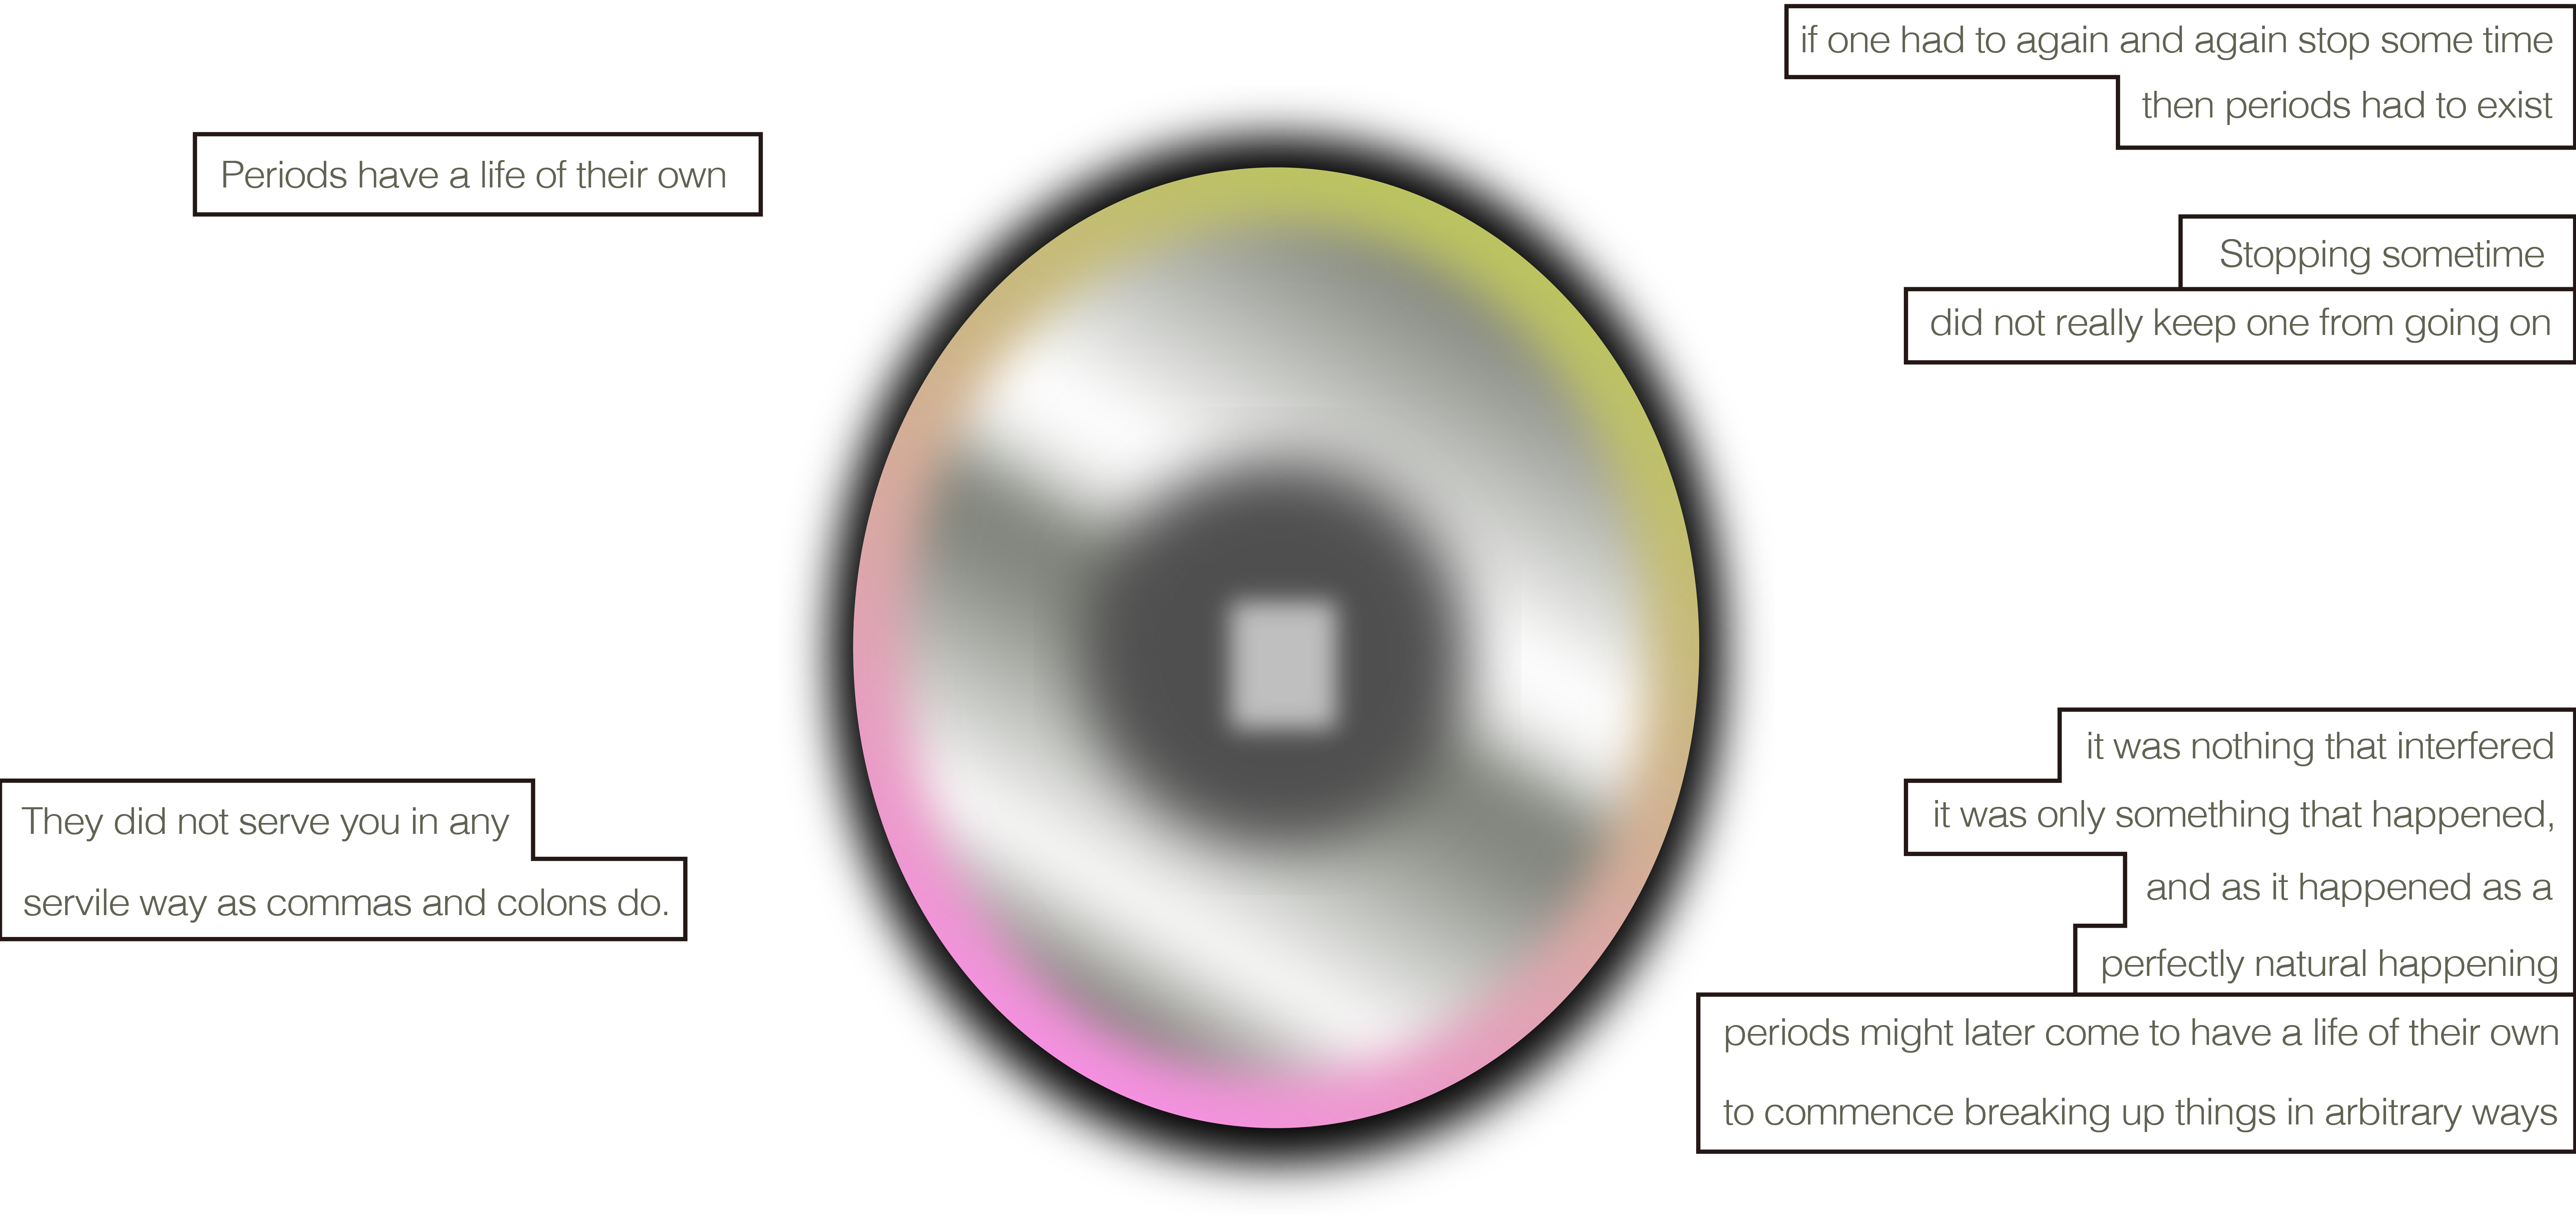 Periods have a life of their own
They did not serve you in any
servile way as commas and colons do.
if one had to again and again stop some time
then periods had to exist
Stopping sometime
did not really keep one from going on
it was nothing that interfered
it was only something that happened,
and as it happened as a
perfectly natural happening
periods might later come to have a life of their own
to commence breaking up things in arbitrary ways